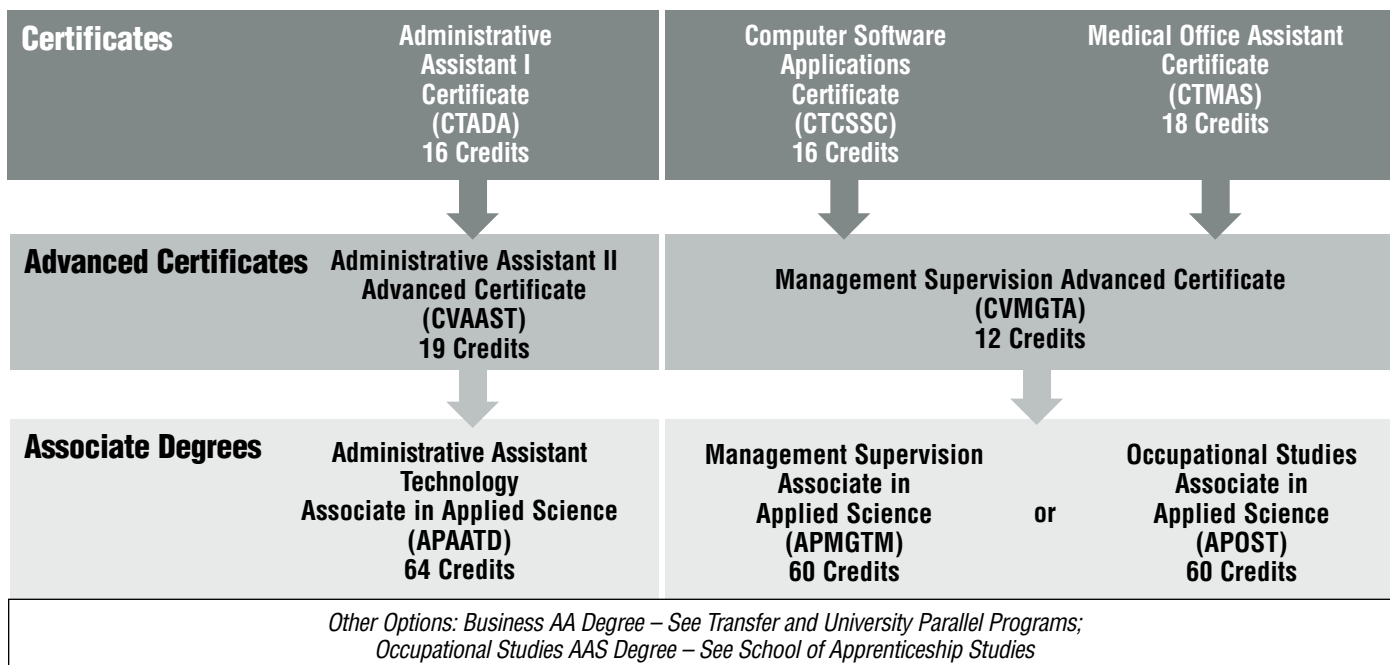 Certificates
Administrative
Assistant I
Certificate
(CTADA)
16 Credits
Computer Software
Applications
Certificate
(CTCSSC)
16 Credits
Medical Office Assistant
Certificate
(CTMAS)
18 Credits
Advanced Certificates
Administrative Assistant II
Advanced Certificate
(CVAAST)
19 Credits
Management Supervision Advanced Certificate
(CVMGTA)
12 Credits
Associate Degrees
Administrative Assistant
Technology
Associate in Applied Science
(APAATD)
64 Credits
Management Supervision
Associate in
Applied Science
(APMGTM)
60 Credits
or
Occupational Studies
Associate in
Applied Science
(APOST)
60 Credits
Other Options: Business AA Degree – See Transfer and University Parallel Programs;
Occupational Studies AAS Degree – See School of Apprenticeship Studies